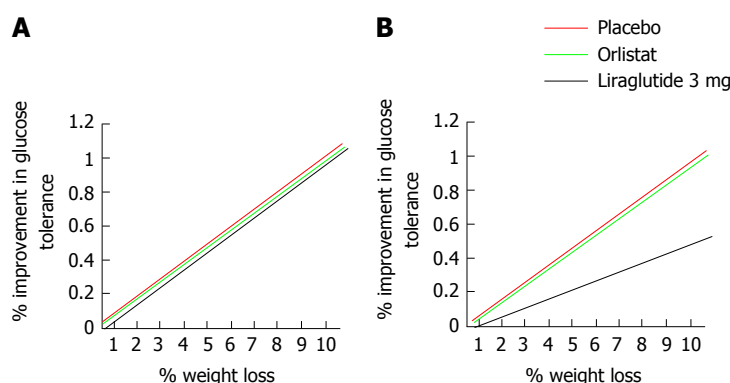 A
B
Placebo
Orlistat
Liraglutide 3 mg
% improvement in glucose
tolerance
1.2
1
0.8
0.6
0.4
0.2
0
1 2 3 4 5 6 7 8 9 10
% weight loss
% improvement in glucose
tolerance
1.2
1
0.8
0.6
0.4
0.2
0
1 2 3 4 5 6 7 8 9 10
% weight loss